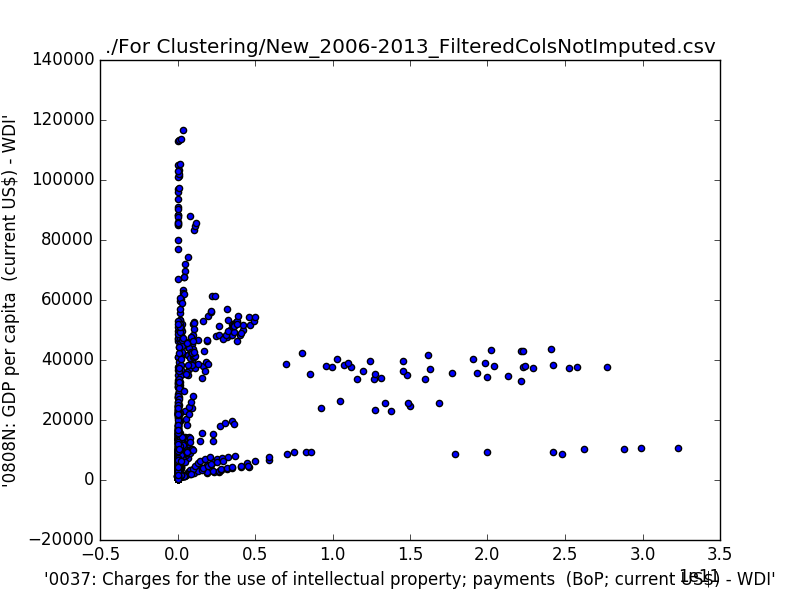 ./For Clustering/New_2006-2013_FilteredColsNotImputed.csv
140000
120000
100000
80000
60000
40000
20000
0
−20000
'0808N: GDP per capita (current US$) - WDI'
−0.5 0.0 0.5 1.0 1.5 2.0 2.5 3.0 3.5
1e11
'0037: Charges for the use of intellectual property; payments (BoP; current US$) - WDI'